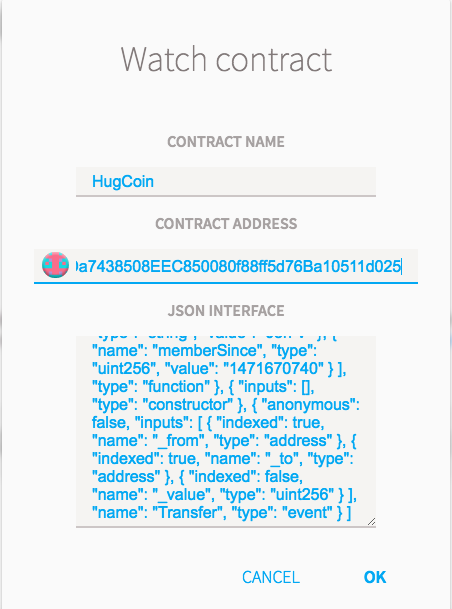 Watch contract
CONTRACT NAME
HugCoin
CONTRACT ADDRESS
a7438508EEC850080f88ff5d76Ba10511d025
JSON INTERFACE
"name": "memberSince", "type":
"uint256", "value": "1471670740" } ],
"type": "function" }, { "inputs": [],
"type": "constructor" }, { "anonymous":
false, "inputs": [ { "indexed": true,
"name": "_from", "type": "address" }, {
"indexed": true, "name": "_to", "type":
"address" }, { "indexed": false,
"name": "_value", "type": "uint256" } ],
"name": "Transfer", "type": "event" } ]
CANCEL OK